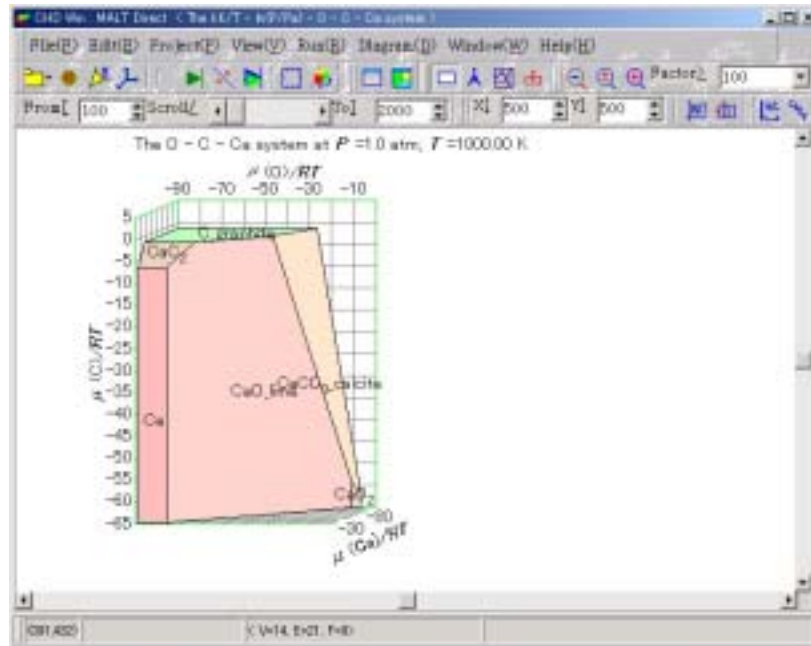 CHD Win: MALT Direct
File(F) Edit(E) Project(P) View(V) Run(R) Diagram(D) Window(W) Help(H)
Factor: 100
From: 100 Scroll: To: 2000 X: 500 Y: 500
The O - C - Ca system at P =1.0 atm, T =1000.00 K
μ (O)/RT
-90 -70 -50 -30 -10
5
0
-5
-10
-15
-20
-25
-30
-35
-40
-45
-50
-55
-60
-65
μ (C)/RT
C_graphite
CaC2
CaO_lime
CaCO3_calcite
Ca
CaO2
-30
-80
μ (Ca)/RT
( V=14, E=21, F=9)